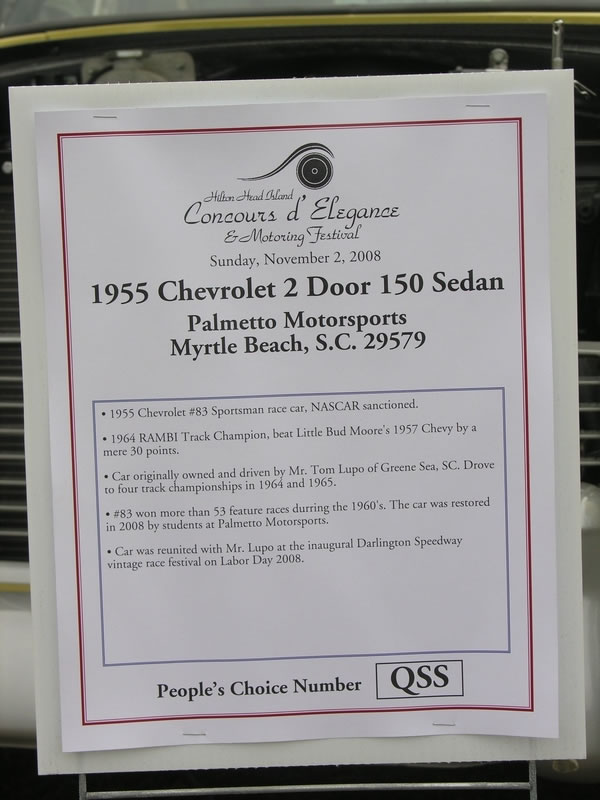 Hilton Head Island
Concours d'Elegance
& Motoring Festival
Sunday, November 2, 2008
1955 Chevrolet 2 Door 150 Sedan
Palmetto Motorsports
Myrtle Beach, S.C. 29579
• 1955 Chevrolet #83 Sportsman race car, NASCAR sanctioned.
• 1964 RAMBI Track Champion, beat Little Bud Moore's 1957 Chevy by a
mere 30 points.
• Car originally owned and driven by Mr. Tom Lupo of Greene Sea, SC. Drove
to four track championships in 1964 and 1965.
• #83 won more than 53 feature races durring the 1960's. The car was restored
in 2008 by students at Palmetto Motorsports.
• Car was reunited with Mr. Lupo at the inaugural Darlington Speedway
vintage race festival on Labor Day 2008.
People's Choice Number QSS